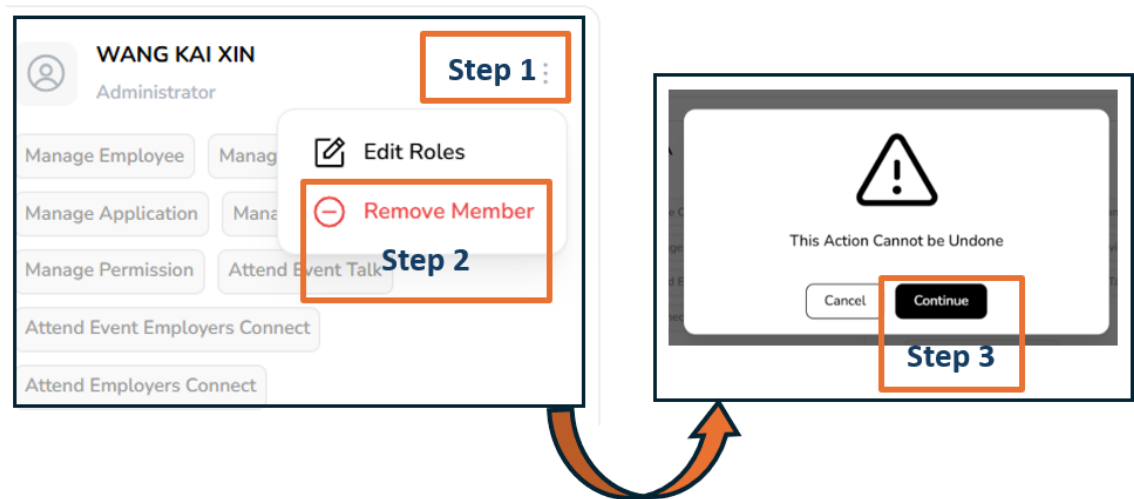 WANG KAI XIN
Administrator
Step 1
Manage Employee
Manag
Edit Roles
Manage Application
Mana
Remove Member
Manage Permission
Attend Event Talk
Step 2
Attend Event Employers Connect
Attend Employers Connect
This Action Cannot be Undone
Cancel
Continue
Step 3